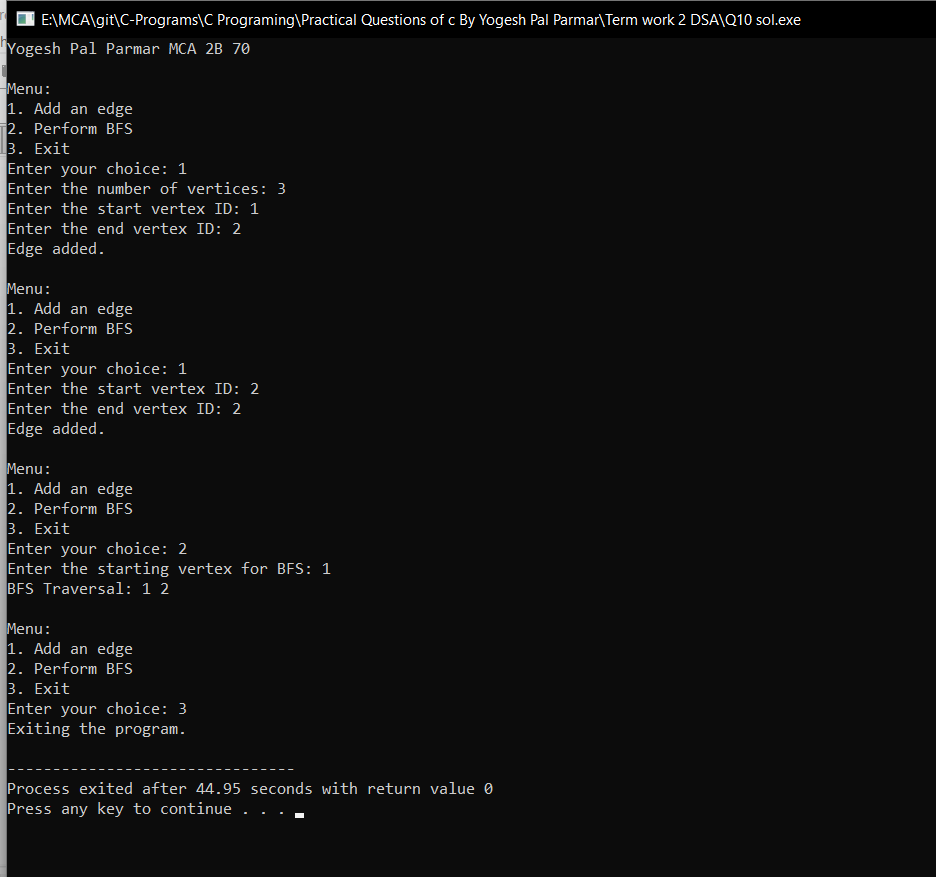 E:\MCA\git\C-Programs\C Programing\Practical Questions of c By Yogesh Pal Parmar\Term work 2 DSA\Q10 sol.exe
Yogesh Pal Parmar MCA 2B 70

Menu:
1. Add an edge
2. Perform BFS
3. Exit
Enter your choice: 1
Enter the number of vertices: 3
Enter the start vertex ID: 1
Enter the end vertex ID: 2
Edge added.

Menu:
1. Add an edge
2. Perform BFS
3. Exit
Enter your choice: 1
Enter the start vertex ID: 2
Enter the end vertex ID: 2
Edge added.

Menu:
1. Add an edge
2. Perform BFS
3. Exit
Enter your choice: 2
Enter the starting vertex for BFS: 1
BFS Traversal: 1 2

Menu:
1. Add an edge
2. Perform BFS
3. Exit
Enter your choice: 3
Exiting the program.

--------------------------------
Process exited after 44.95 seconds with return value 0
Press any key to continue . . .